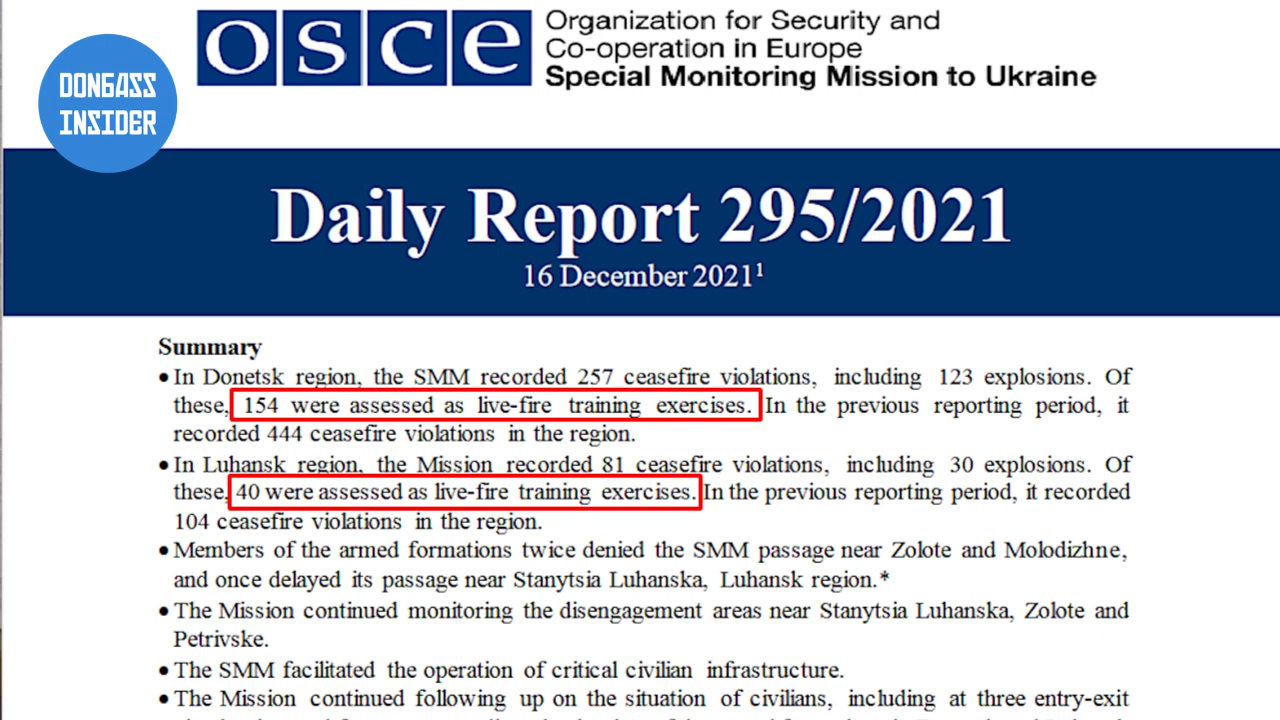 OSCE
Organization for Security and
Co-operation in Europe
Special Monitoring Mission to Ukraine
DONBASS
INSIDER
Daily Report 295/2021
16 December 2021¹
Summary
• In Donetsk region, the SMM recorded 257 ceasefire violations, including 123 explosions. Of
these, 154 were assessed as live-fire training exercises. In the previous reporting period, it
recorded 444 ceasefire violations in the region.
• In Luhansk region, the Mission recorded 81 ceasefire violations, including 30 explosions. Of
these, 40 were assessed as live-fire training exercises. In the previous reporting period, it recorded
104 ceasefire violations in the region.
• Members of the armed formations twice denied the SMM passage near Zolote and Molodizhne,
and once delayed its passage near Stanytsia Luhanska, Luhansk region.*
• The Mission continued monitoring the disengagement areas near Stanytsia Luhanska, Zolote and
Petrivske.
• The SMM facilitated the operation of critical civilian infrastructure.
• The Mission continued following up on the situation of civilians, including at three entry-exit